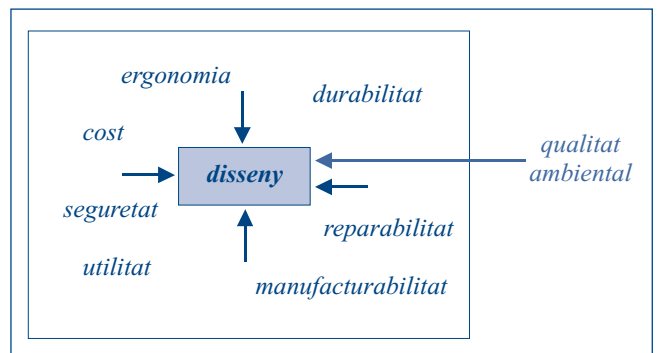 ergonomia
durabilitat
cost
disseny
qualitat
ambiental
seguretat
reparabilitat
utilitat
manufacturabilitat